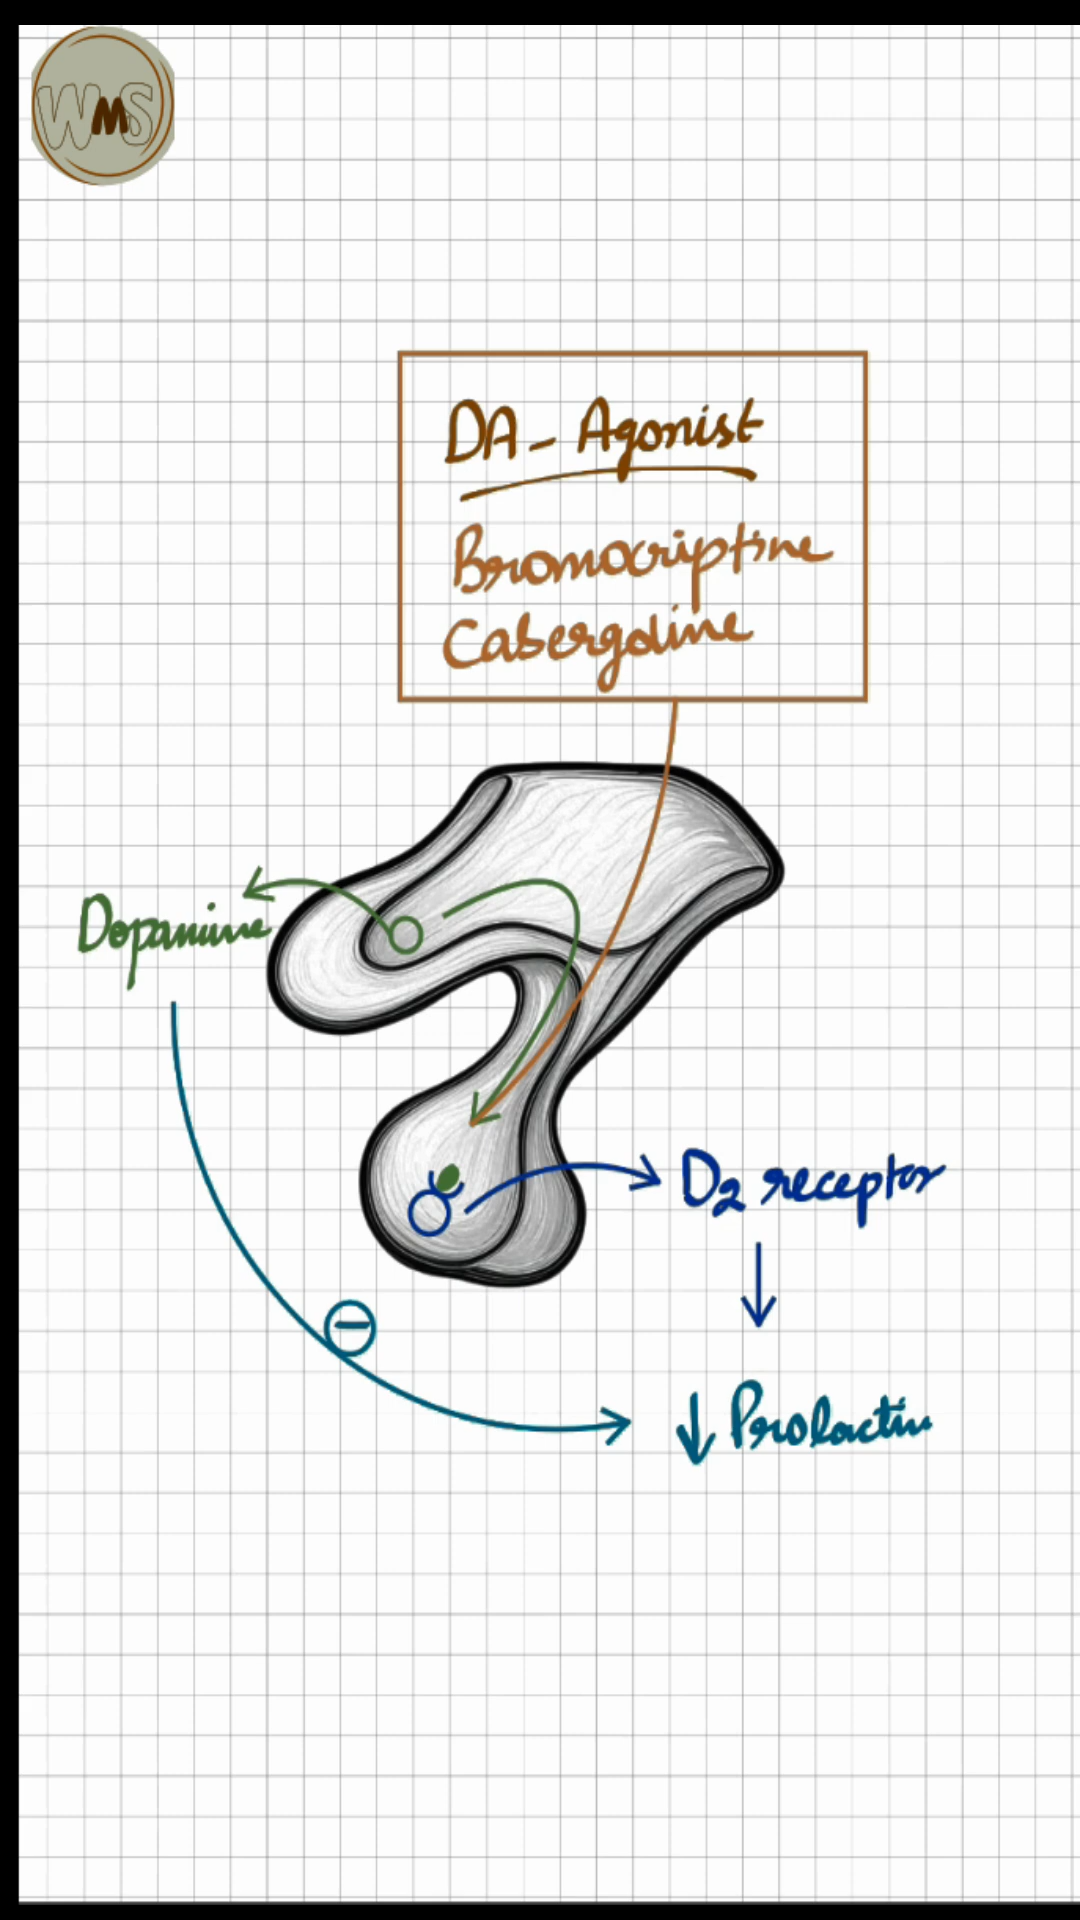 WMS
DA - Agonist
Bromocriptine
Cabergoline
Dopamine
D2 receptor
↓ Prolactin